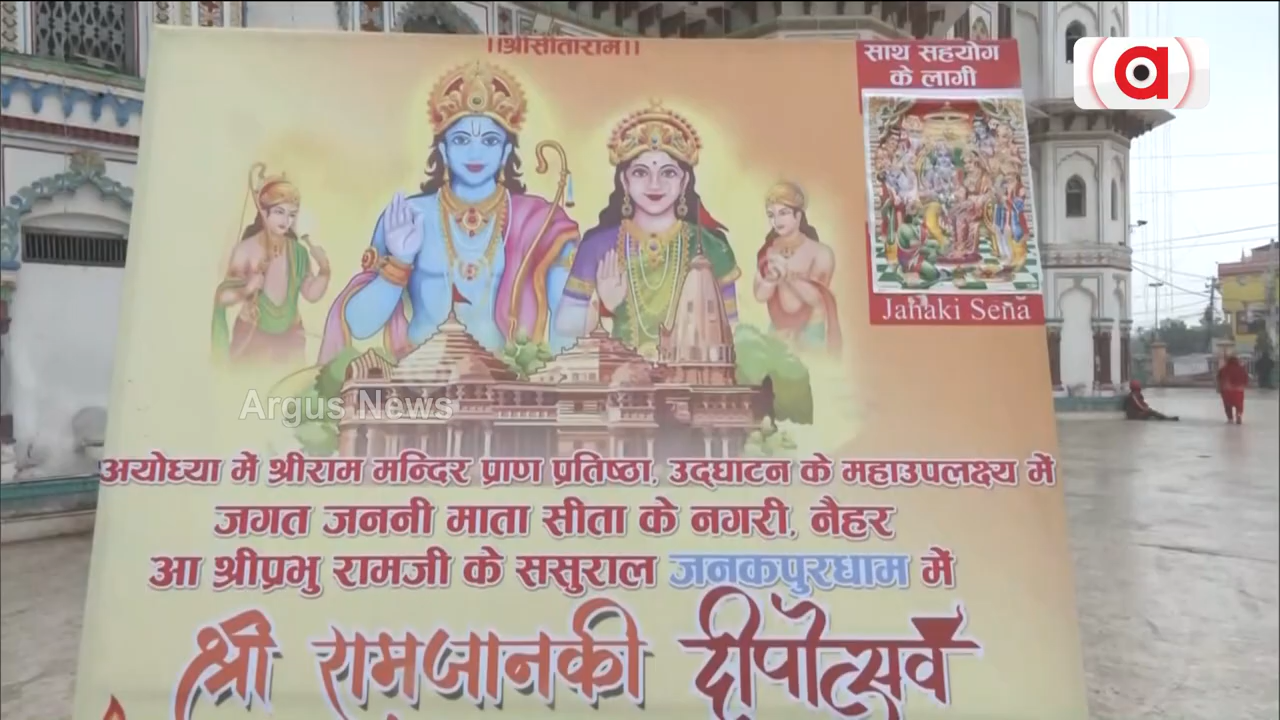 ।।श्रीसीताराम।।
साथ सहयोग
के लागी
Janaki Sena
a
Argus News
अयोध्या में श्रीराम मन्दिर प्राण प्रतिष्ठा, उद्घाटन के महाउपलक्ष्य में
जगत जननी माता सीता के नगरी, नैहर
आ श्रीप्रभु रामजी के ससुराल जनकपुरधाम में
श्री रामजानकी दीपोत्सव